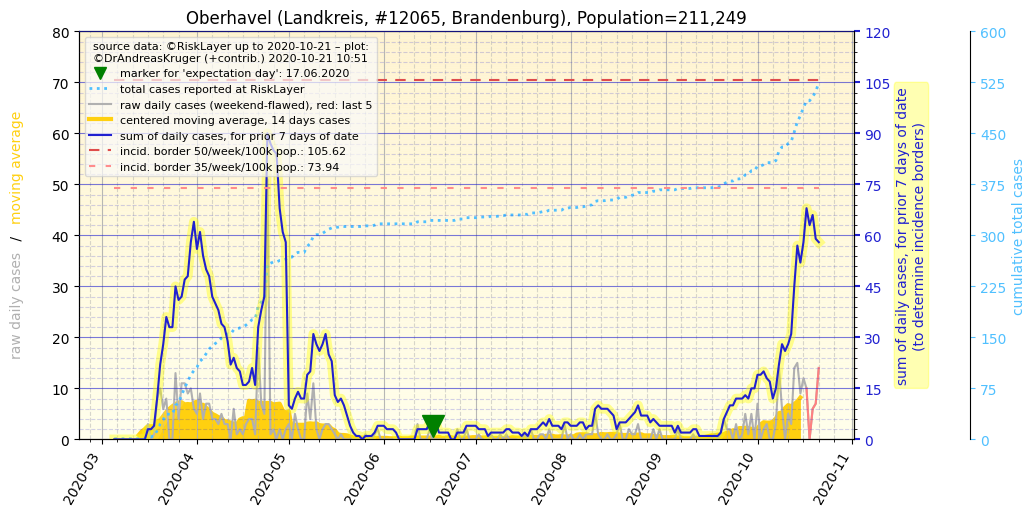 Oberhavel (Landkreis, #12065, Brandenburg), Population=211,249
source data: ©RiskLayer up to 2020-10-21 – plot:
©DrAndreasKruger (+contrib.) 2020-10-21 10:51
marker for 'expectation day': 17.06.2020
total cases reported at RiskLayer
raw daily cases (weekend-flawed), red: last 5
centered moving average, 14 days cases
sum of daily cases, for prior 7 days of date
incid. border 50/week/100k pop.: 105.62
incid. border 35/week/100k pop.: 73.94
raw daily cases / moving average
80
70
60
50
40
30
20
10
0
120
105
90
75
60
45
30
15
0
sum of daily cases, for prior 7 days of date
(to determine incidence borders)
600
525
450
375
300
225
150
75
0
cumulative total cases
2020-03
2020-04
2020-05
2020-06
2020-07
2020-08
2020-09
2020-10
2020-11